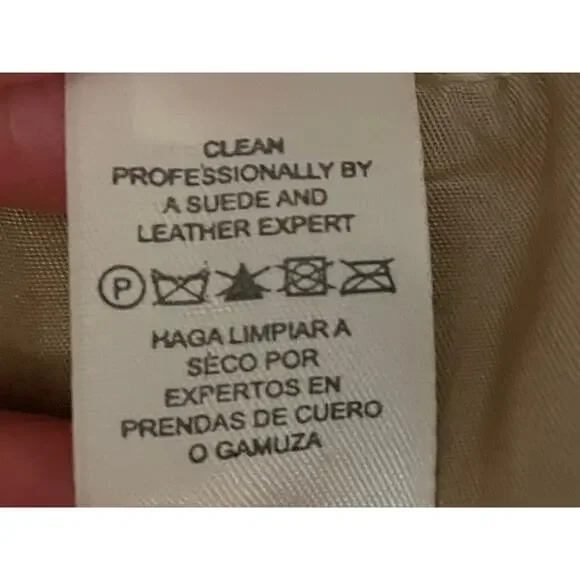 CLEAN
PROFESSIONALLY BY
A SUEDE AND
LEATHER EXPERT
P
HAGA LIMPIAR A
SECO POR
EXPERTOS EN
PRENDAS DE CUERO
O GAMUZA